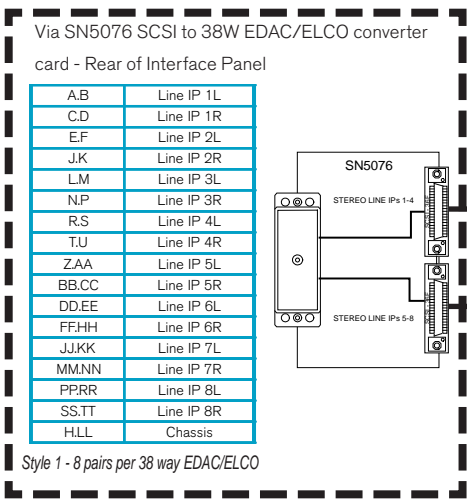 Via SN5076 SCSI to 38W EDAC/ELCO converter
card - Rear of Interface Panel
A.B Line IP 1L
C.D Line IP 1R
E.F Line IP 2L
J.K Line IP 2R
L.M Line IP 3L
N.P Line IP 3R
R.S Line IP 4L
T.U Line IP 4R
Z.AA Line IP 5L
BB.CC Line IP 5R
DD.EE Line IP 6L
FF.HH Line IP 6R
JJ.KK Line IP 7L
MM.NN Line IP 7R
PP.RR Line IP 8L
SS.TT Line IP 8R
H.LL Chassis
SN5076
STEREO LINE IPs 1-4
STEREO LINE IPs 5-8
Style 1 - 8 pairs per 38 way EDAC/ELCO